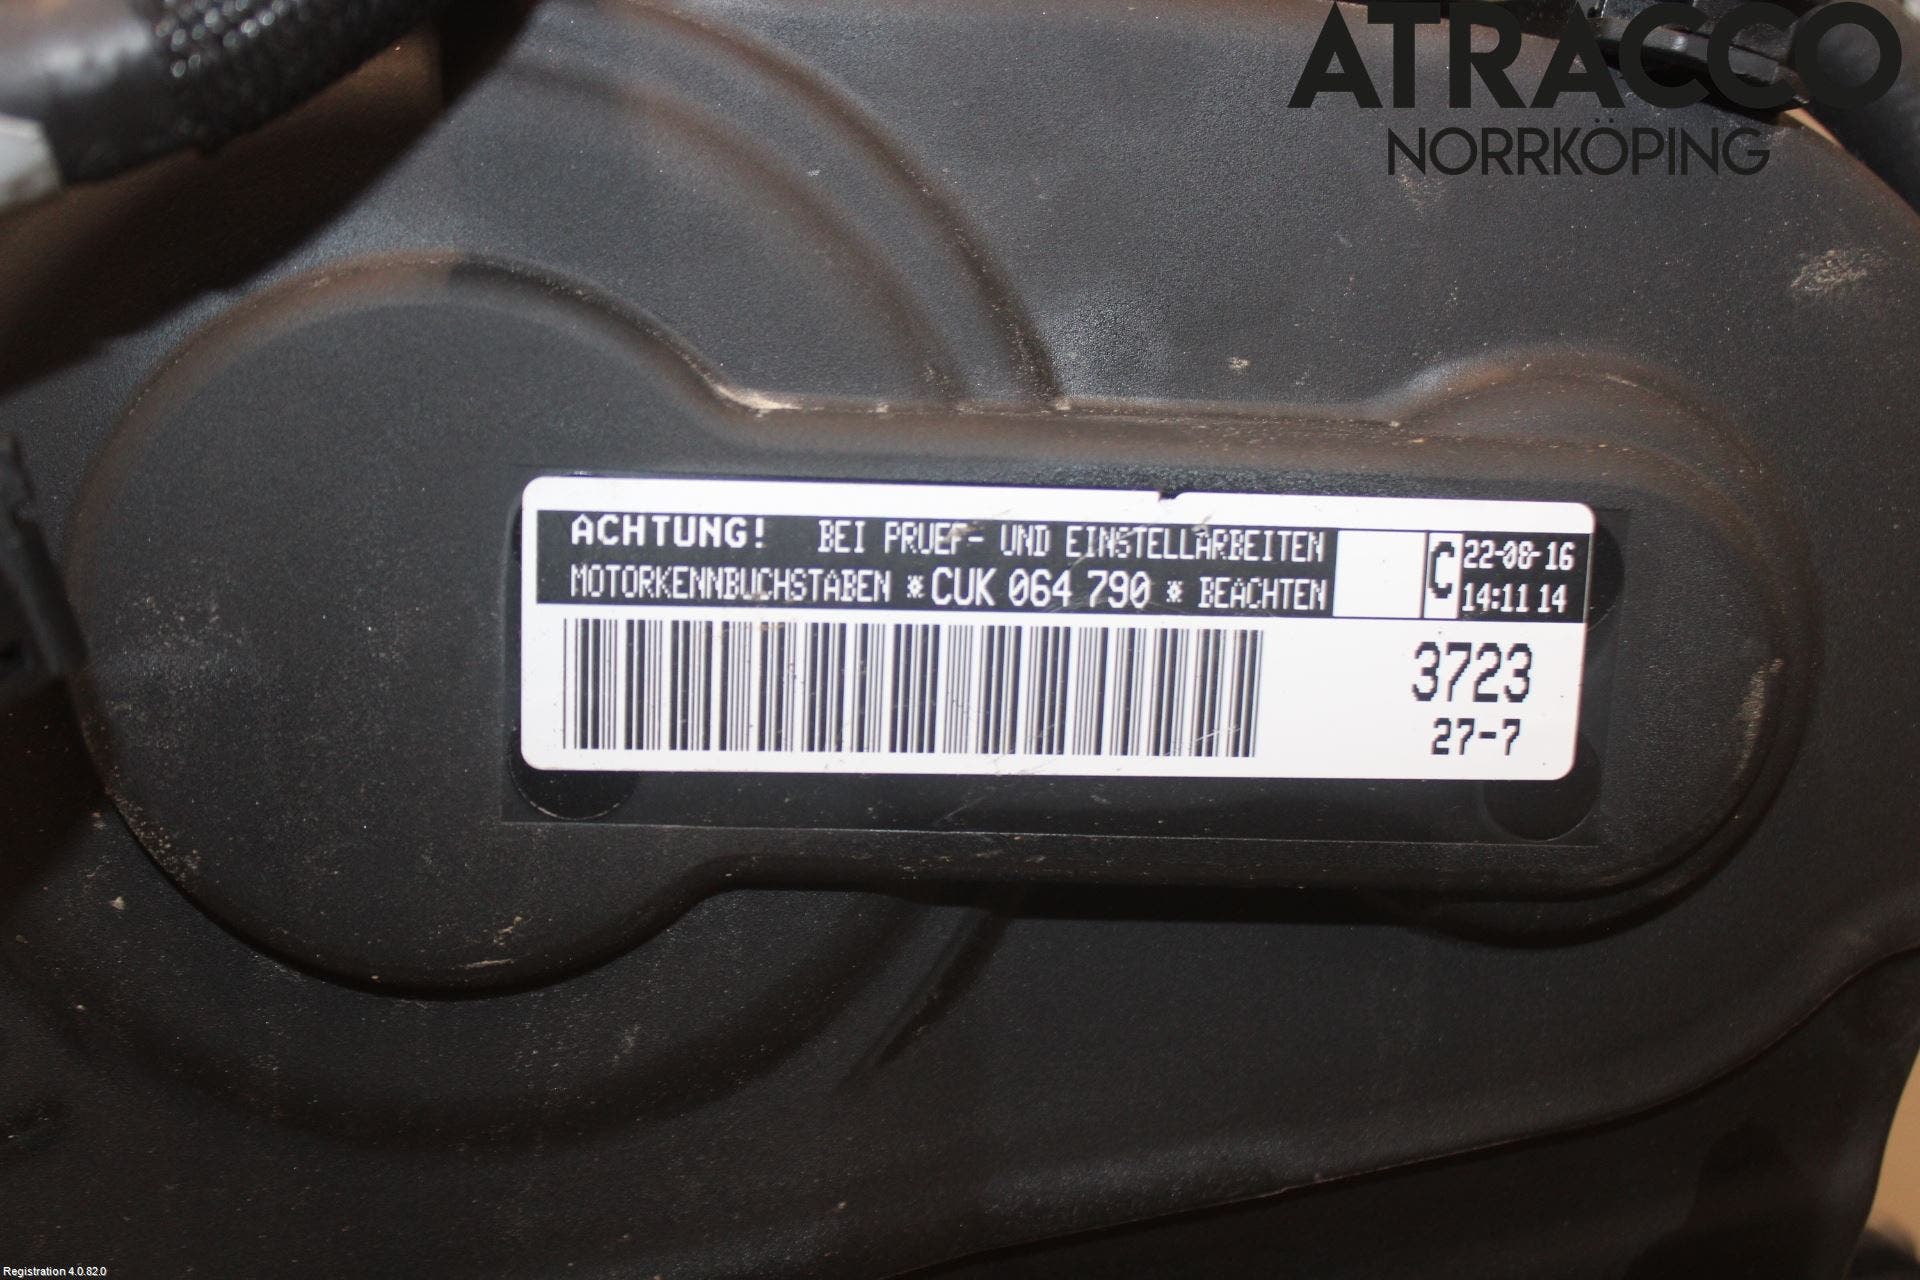 ATRACCO
NORRKÖPING
ACHTUNG! BEI PRUEF- UND EINSTELLARBEITEN
MOTORKENNBUCHSTABEN *CUK 064 790 * BEACHTEN
C
22-08-16
14:11 14
3723
27-7
Registration 4.0.82.0